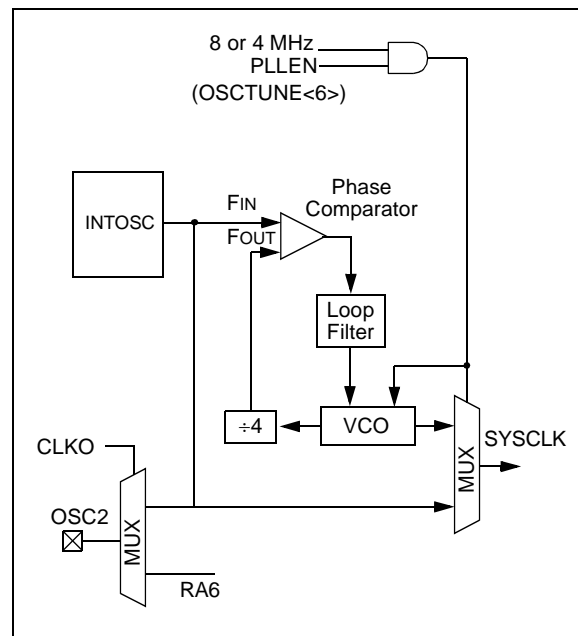 8 or 4 MHz
PLLEN
(OSCTUNE<6>)
INTOSC
FIN
FOUT
Phase
Comparator
Loop
Filter
÷4
VCO
MUX
SYSCLK
CLKO
OSC2
MUX
RA6